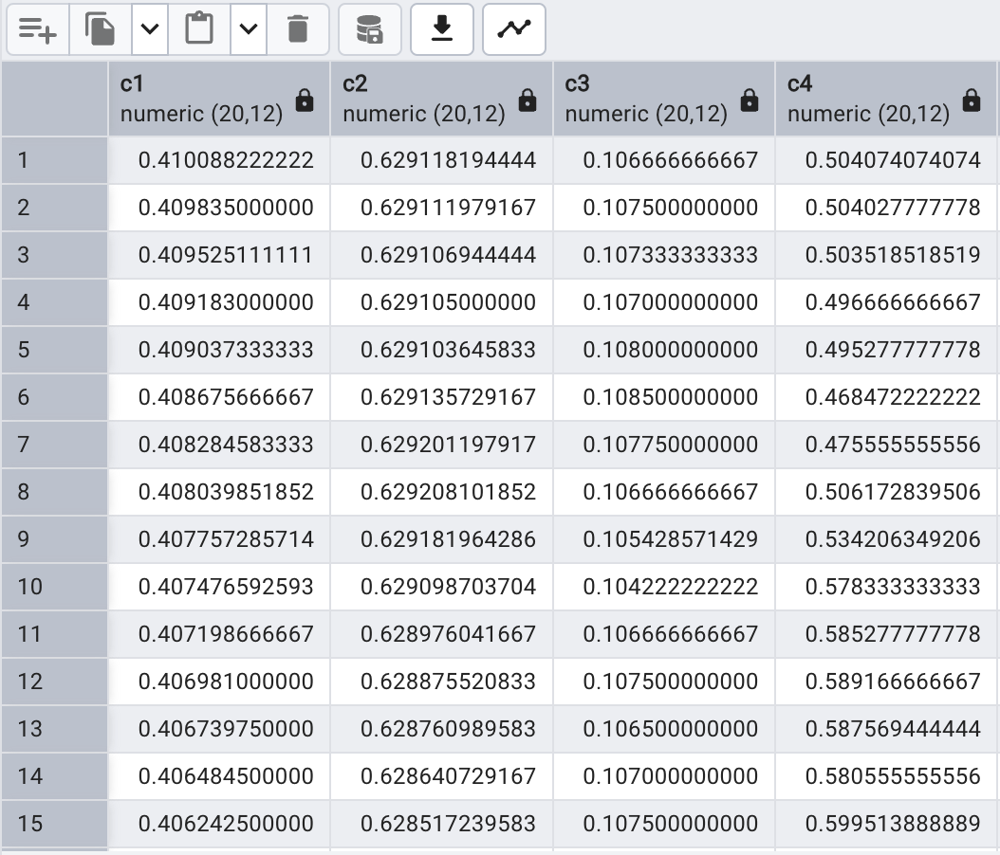 c1 c2 c3 c4
numeric (20,12) numeric (20,12) numeric (20,12) numeric (20,12)
1 0.410088222222 0.629118194444 0.106666666667 0.504074074074
2 0.409835000000 0.629111979167 0.107500000000 0.504027777778
3 0.409525111111 0.629106944444 0.107333333333 0.503518518519
4 0.409183000000 0.629105000000 0.107000000000 0.496666666667
5 0.409037333333 0.629103645833 0.108000000000 0.495277777778
6 0.408675666667 0.629135729167 0.108500000000 0.468472222222
7 0.408284583333 0.629201197917 0.107750000000 0.475555555556
8 0.408039851852 0.629208101852 0.106666666667 0.506172839506
9 0.407757285714 0.629181964286 0.105428571429 0.534206349206
10 0.407476592593 0.629098703704 0.104222222222 0.578333333333
11 0.407198666667 0.628976041667 0.106666666667 0.585277777778
12 0.406981000000 0.628875520833 0.107500000000 0.589166666667
13 0.406739750000 0.628760989583 0.106500000000 0.587569444444
14 0.406484500000 0.628640729167 0.107000000000 0.580555555556
15 0.406242500000 0.628517239583 0.107500000000 0.599513888889